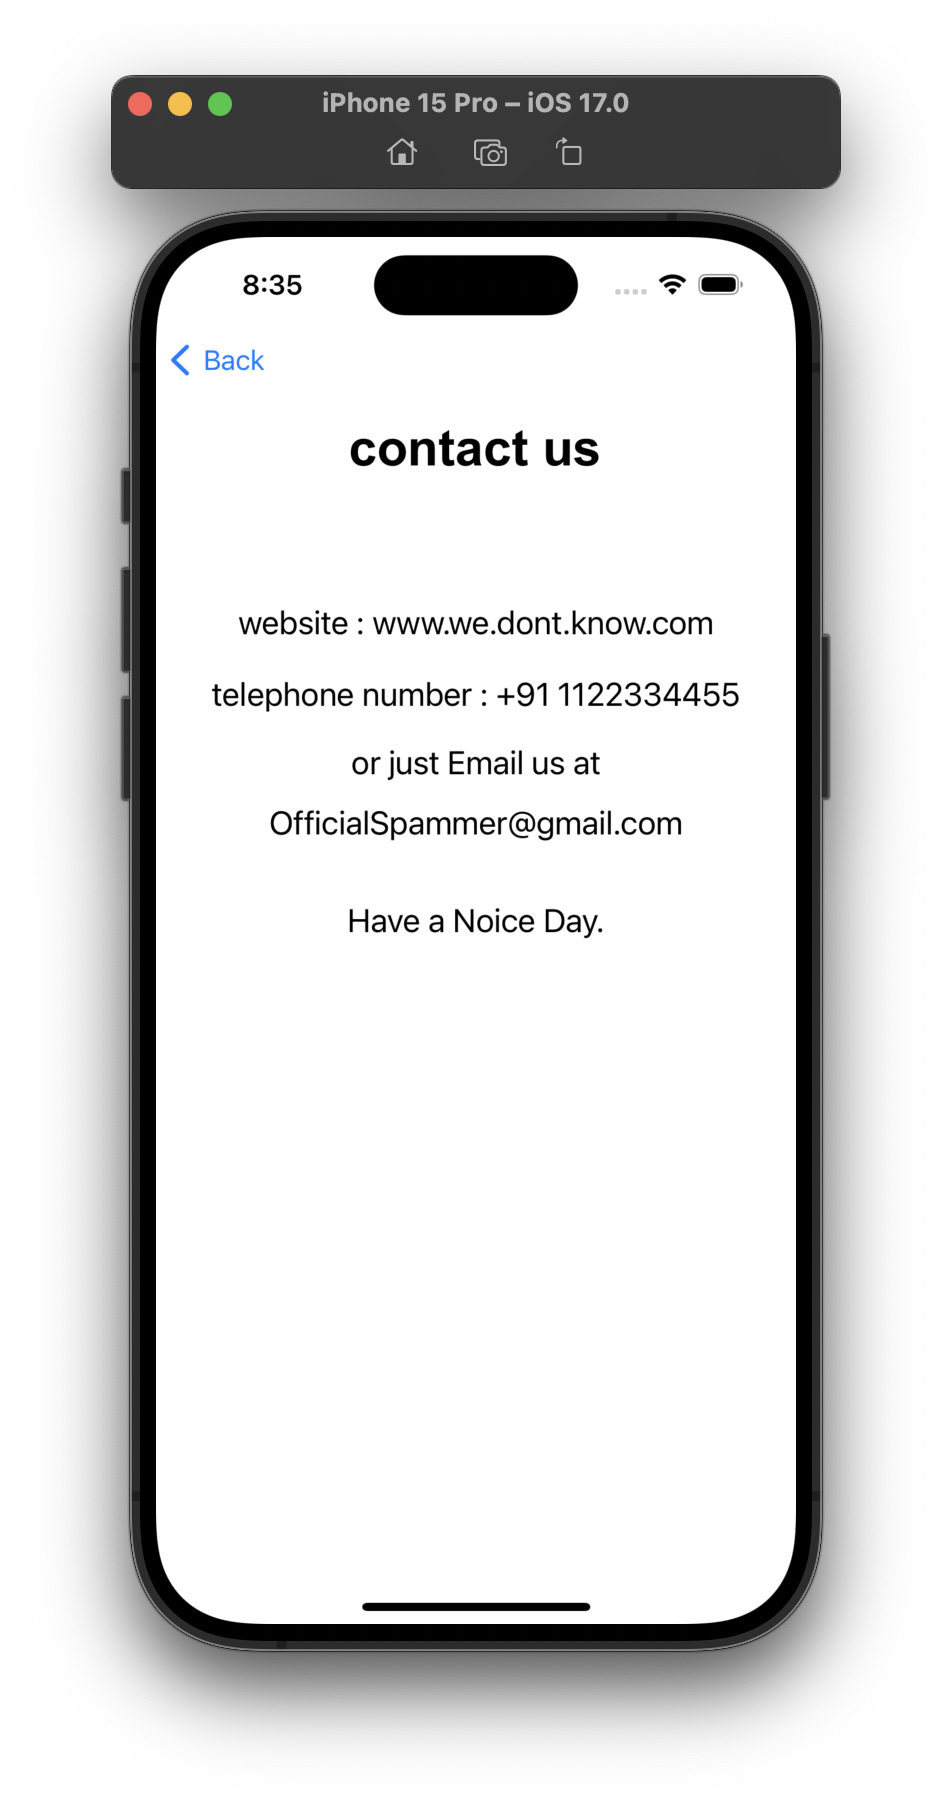 iPhone 15 Pro – iOS 17.0
8:35
Back
contact us
website : www.we.dont.know.com
telephone number : +91 1122334455
or just Email us at
OfficialSpammer@gmail.com
Have a Noice Day.